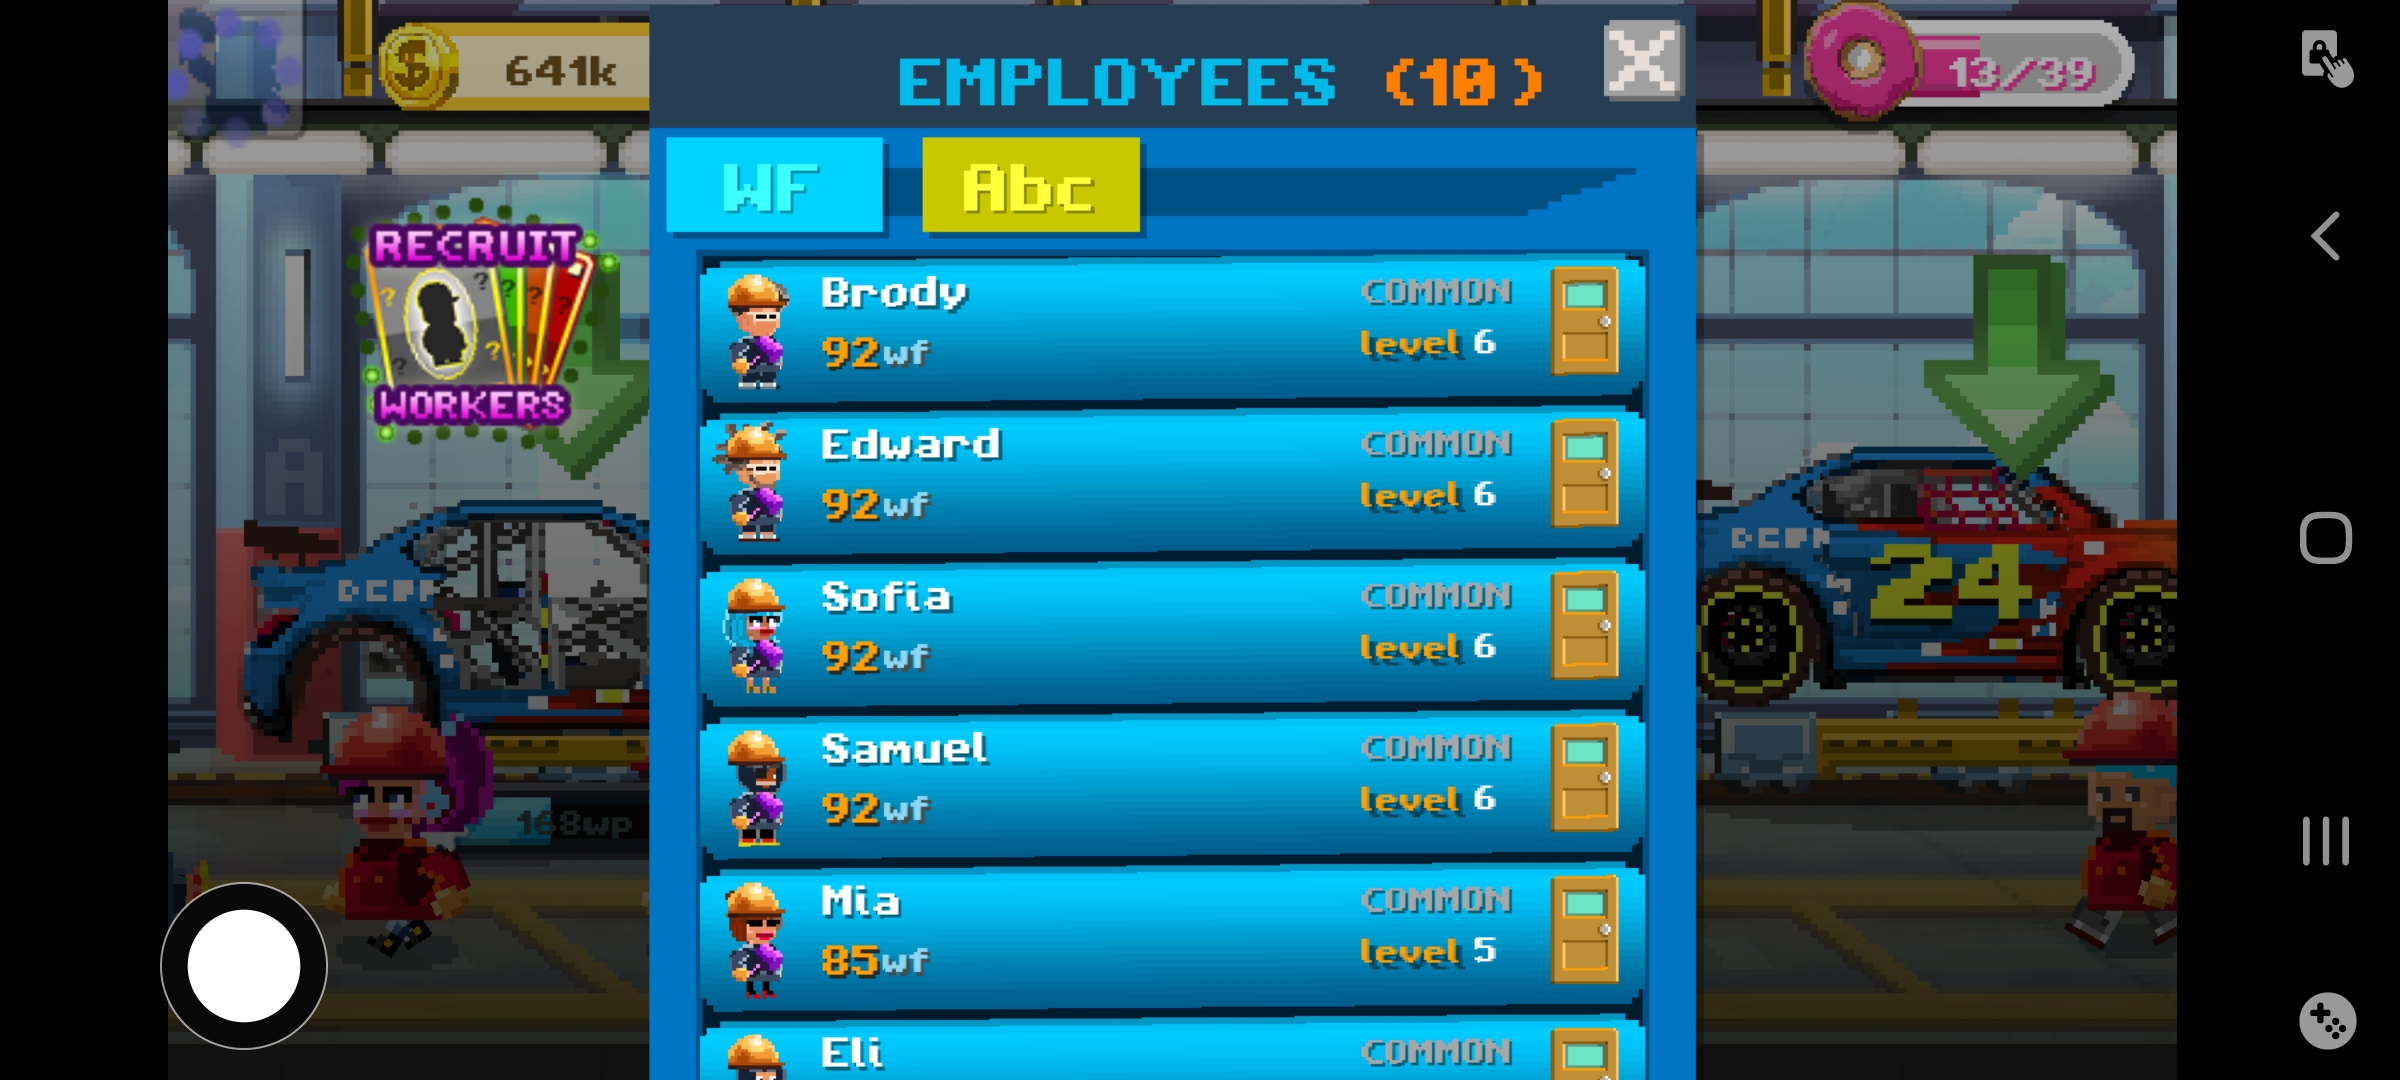 641k
EMPLOYEES (10)
13/39
WF
Abc
RECRUIT
WORKERS
Brody
COMMON
92wf
level 6
Edward
COMMON
92wf
level 6
Sofia
COMMON
92wf
level 6
Samuel
COMMON
92wf
level 6
Mia
COMMON
85wf
level 5
Eli
COMMON
A
24
168wp